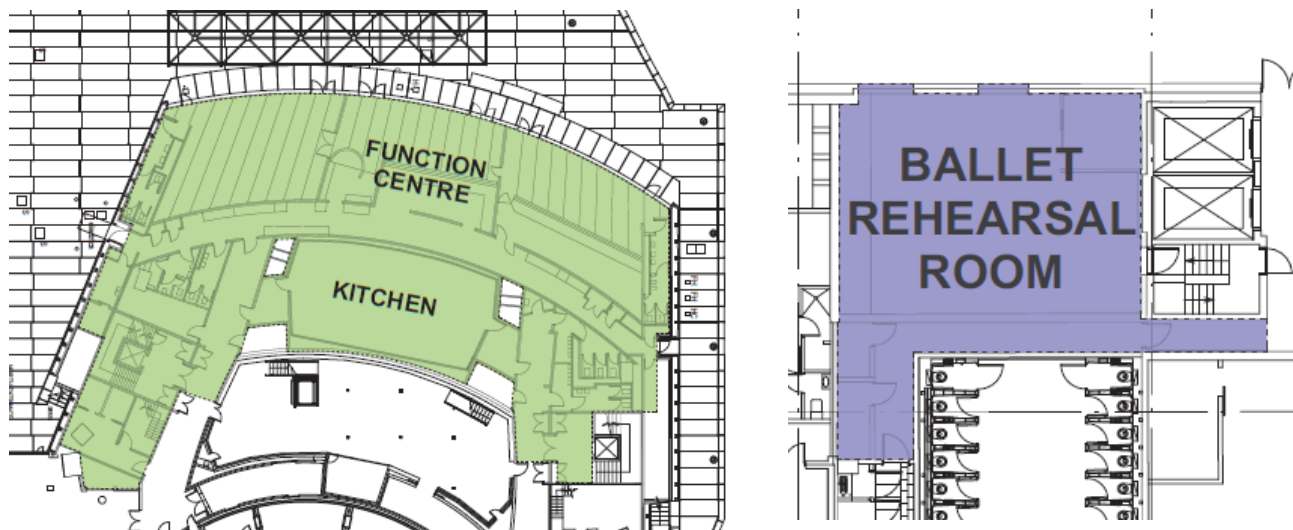 FUNCTION
CENTRE
KITCHEN
BALLET
REHEARSAL
ROOM